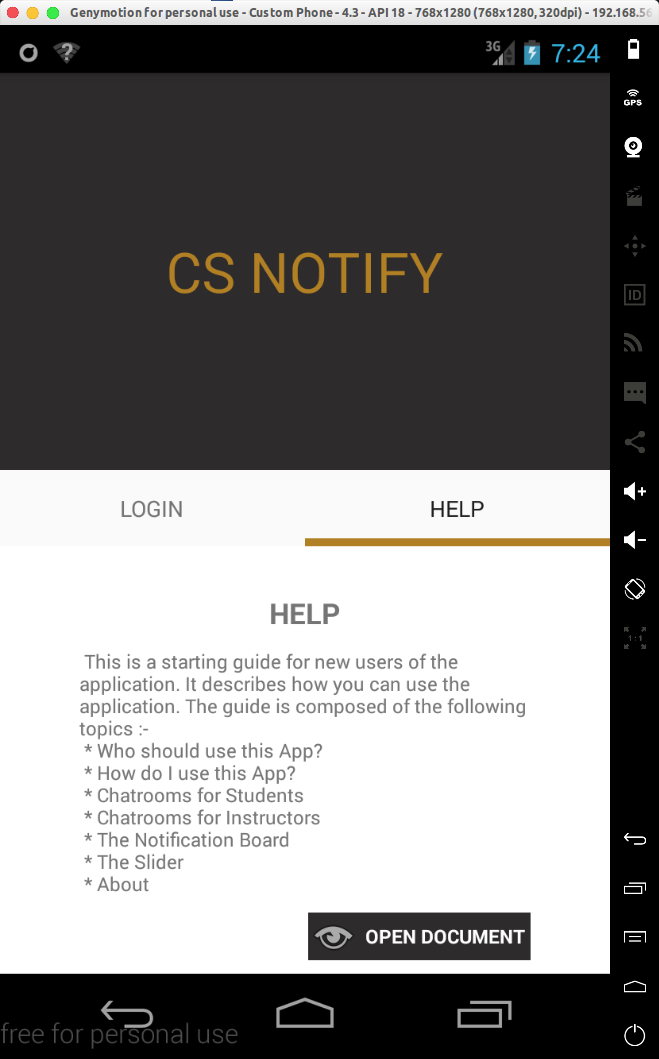 Genymotion for personal use - Custom Phone - 4.3 - API 18 - 768x1280 (768x1280, 320dpi) - 192.168.56
3G
7:24
GPS
CS NOTIFY
ID
LOGIN
HELP
HELP
This is a starting guide for new users of the
application. It describes how you can use the
application. The guide is composed of the following
topics :-
* Who should use this App?
* How do I use this App?
* Chatrooms for Students
* Chatrooms for Instructors
* The Notification Board
* The Slider
* About
1:1
OPEN DOCUMENT
free for personal use